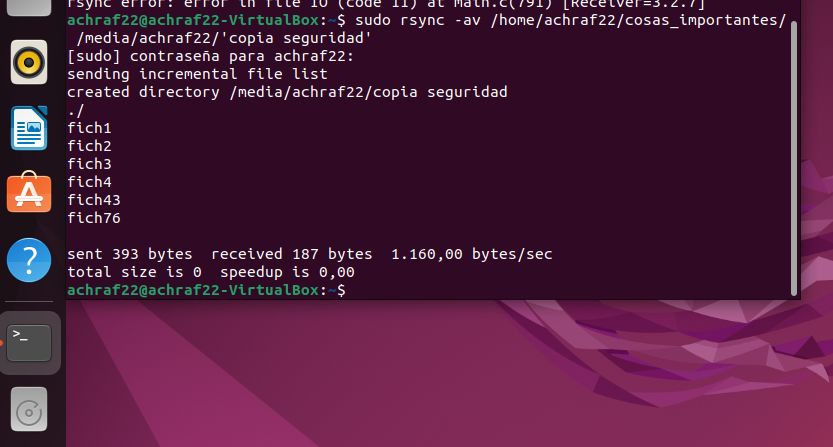 rsync error: error in file IO (code 11) at main.c(791) [Receiver=3.2.7]
achraf22@achraf22-VirtualBox:~$ sudo rsync -av /home/achraf22/cosas_importantes/
/media/achraf22/'copia seguridad'
[sudo] contraseña para achraf22:
sending incremental file list
created directory /media/achraf22/copia seguridad
./
fich1
fich2
fich3
fich4
fich43
fich76
sent 393 bytes  received 187 bytes  1.160,00 bytes/sec
total size is 0  speedup is 0,00
achraf22@achraf22-VirtualBox:~$